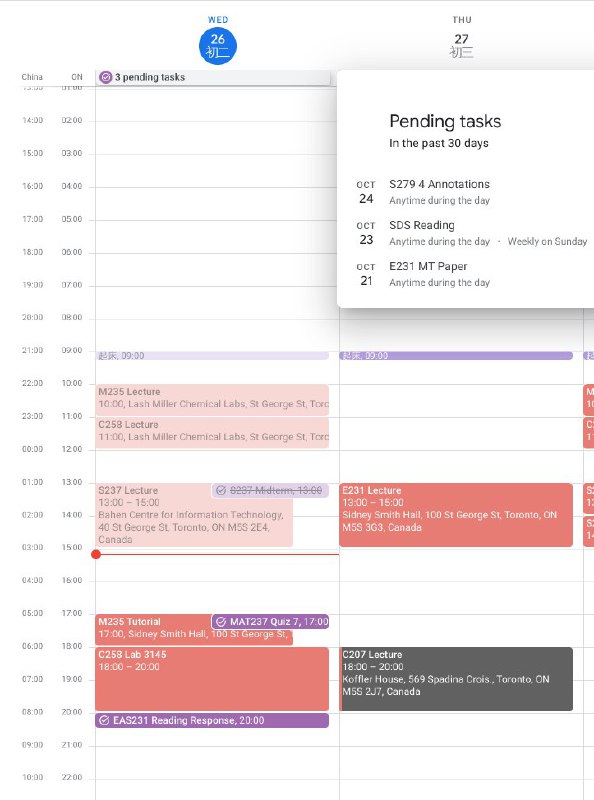 WED
26
初二
THU
27
初三
China ON
3 pending tasks
13:00 01:00
14:00 02:00
15:00 03:00
16:00 04:00
17:00 05:00
18:00 06:00
19:00 07:00
20:00 08:00
21:00 09:00
22:00 10:00
23:00 11:00
00:00 12:00
01:00 13:00
02:00 14:00
03:00 15:00
04:00 16:00
05:00 17:00
06:00 18:00
07:00 19:00
08:00 20:00
09:00 21:00
10:00 22:00
Pending tasks
In the past 30 days
OCT
24
S279 4 Annotations
Anytime during the day
OCT
23
SDS Reading
Anytime during the day · Weekly on Sunday
OCT
21
E231 MT Paper
Anytime during the day
起床, 09:00
M235 Lecture
10:00, Lash Miller Chemical Labs, St George St, Toro
C258 Lecture
11:00, Lash Miller Chemical Labs, St George St, Toro
S237 Lecture
13:00 – 15:00
Bahen Centre for Information Technology,
40 St George St, Toronto, ON M5S 2E4,
Canada
S237 Midterm, 13:00
M235 Tutorial
17:00, Sidney Smith Hall, 100 St George St,
MAT237 Quiz 7, 17:00
C258 Lab 3145
18:00 – 20:00
EAS231 Reading Response, 20:00
起床, 09:00
E231 Lecture
13:00 – 15:00
Sidney Smith Hall, 100 St George St, Toronto, ON
M5S 3G3, Canada
C207 Lecture
18:00 – 20:00
Koffler House, 569 Spadina Crois., Toronto, ON
M5S 2J7, Canada